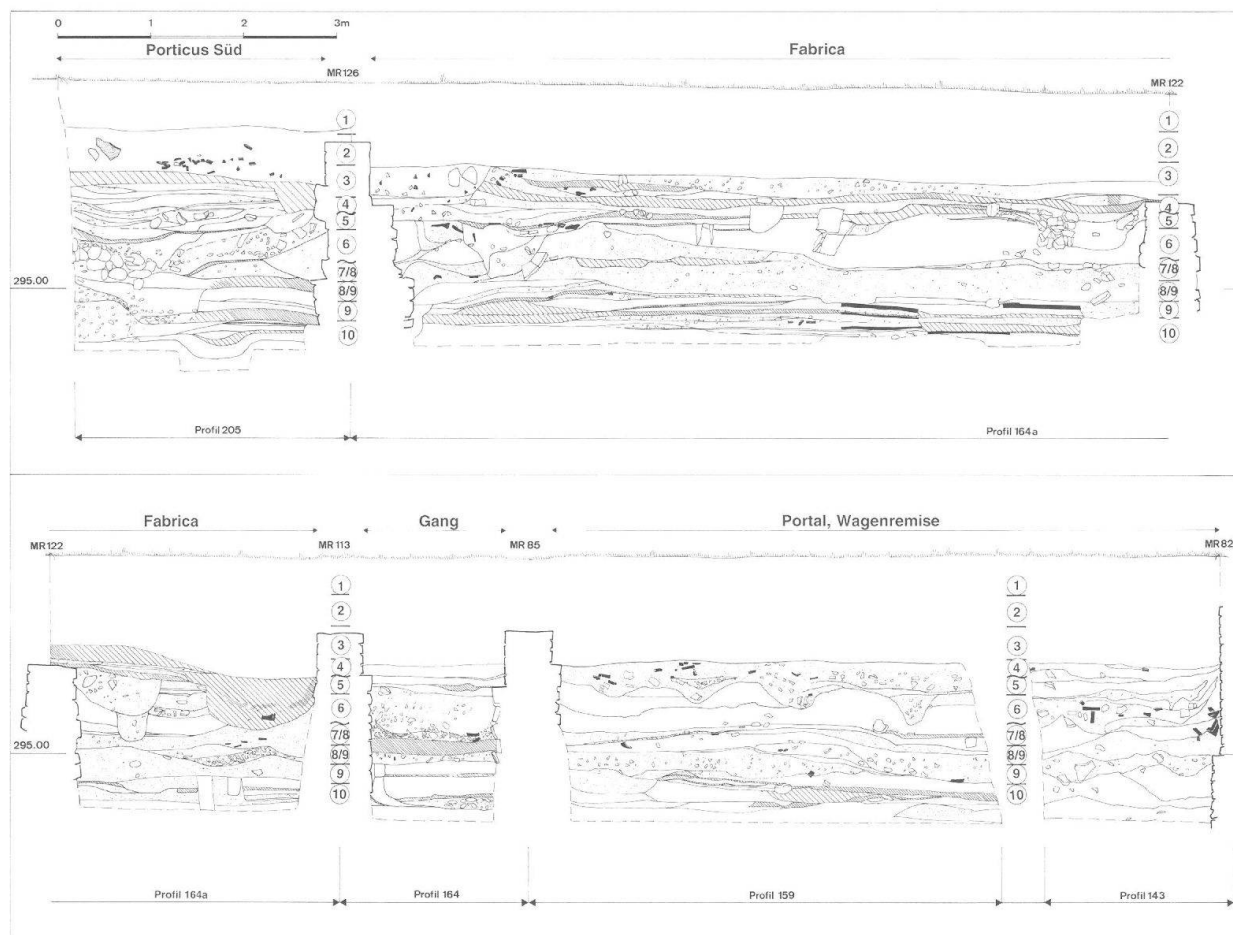 0 1 2 3m
Porticus Süd Fabrica
MR 126
MR 122
1 1
2 2
3 3
4 4
5 5
6 6
7/8 7/8
295.00 8/9 8/9
9 9
10 10
Profil 205 Profil 164a
Fabrica Gang Portal, Wagenremise
MR 122 MR 113 MR 85 MR 82
1 1
2 2
3 3
4 4
5 5
6 6
7/8 7/8
295.00 8/9 8/9
9 9
10 10
Profil 164a Profil 164 Profil 159 Profil 143